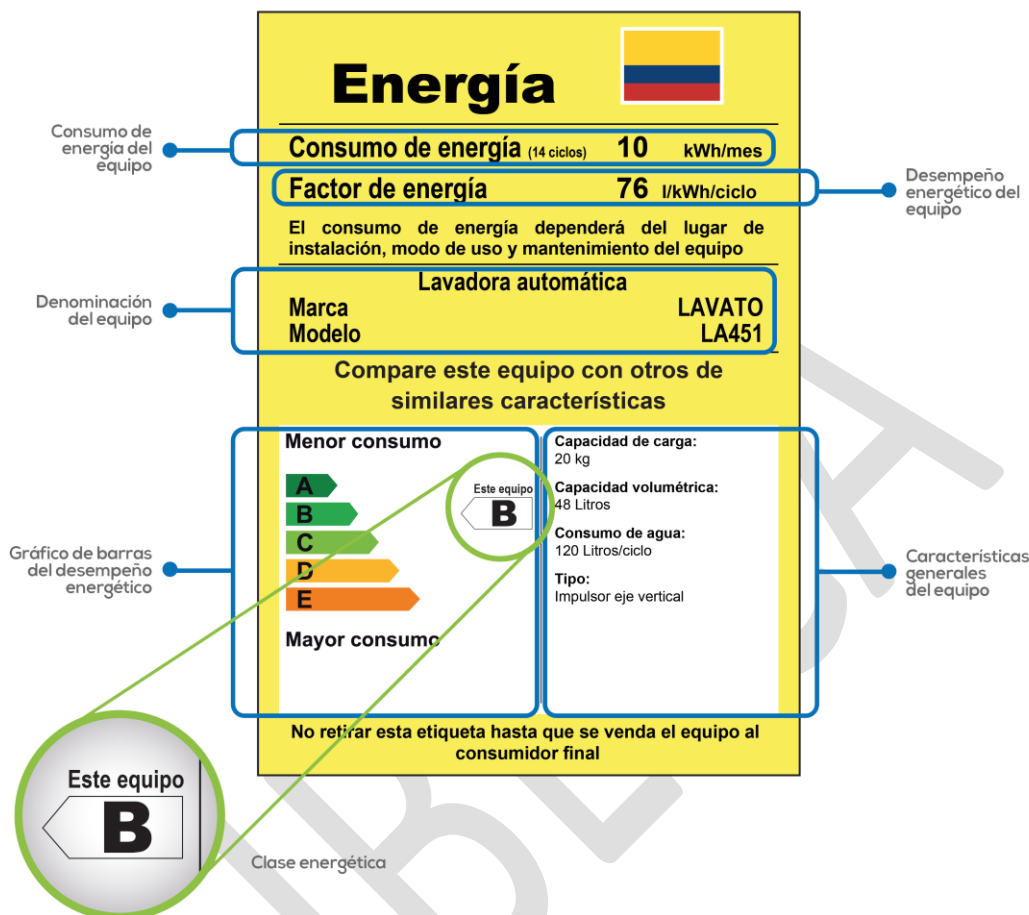 Energía
Consumo de
energía del
equipo
Consumo de energía (14 ciclos) 10 kWh/mes
Factor de energía 76 l/kWh/ciclo
Desempeño
energético del
equipo
El consumo de energía dependerá del lugar de
instalación, modo de uso y mantenimiento del equipo
Denominación
del equipo
Lavadora automática
Marca LAVATO
Modelo LA451
Compare este equipo con otros de
similares características
Gráfico de barras
del desempeño
energético
Menor consumo
A
B
C
D
E
Mayor consumo
Este equipo
B
Capacidad de carga:
20 kg
Capacidad volumétrica:
48 Litros
Consumo de agua:
120 Litros/ciclo
Tipo:
Impulsor eje vertical
Características
generales
del equipo
No retirar esta etiqueta hasta que se venda el equipo al
consumidor final
Este equipo
B
Clase energética